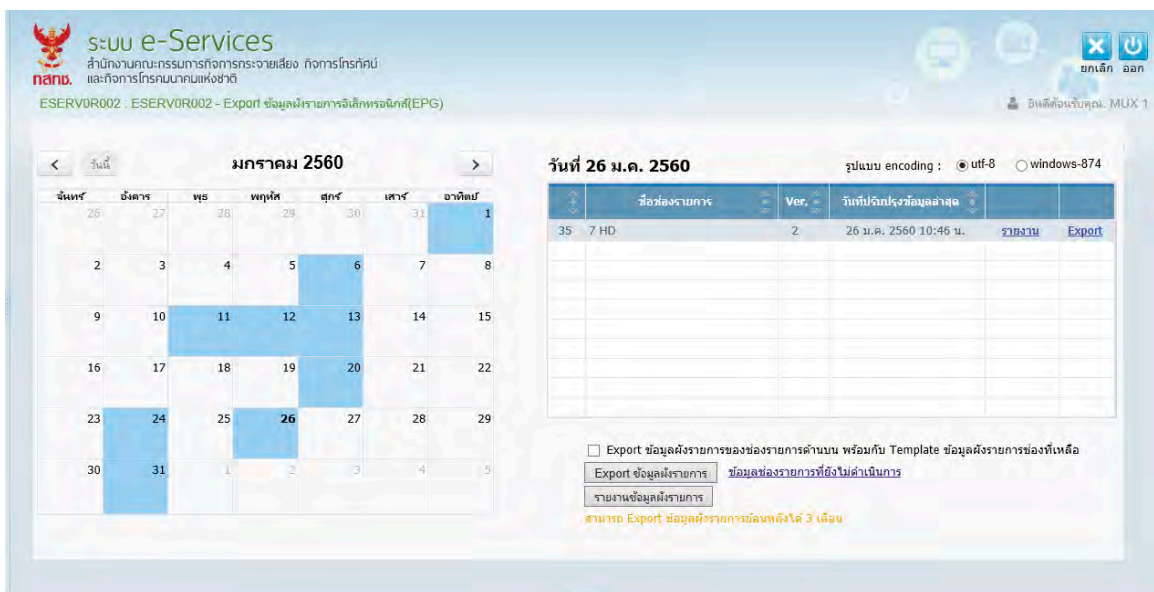 ระบบ e-Services
สำนักงานคณะกรรมการกิจการกระจายเสียง กิจการโทรทัศน์
กสทช. และกิจการโทรคมนาคมแห่งชาติ
ยกเลิก ออก
ESERV0R002 : ESERV0R002 - Export ข้อมูลผังรายการอิเล็กทรอนิกส์(EPG)
ยินดีต้อนรับคุณ. MUX 1
< วันนี้ มกราคม 2560 >
จันทร์ อังคาร พุธ พฤหัส ศุกร์ เสาร์ อาทิตย์
26 27 28 29 30 31 1
2 3 4 5 6 7 8
9 10 11 12 13 14 15
16 17 18 19 20 21 22
23 24 25 26 27 28 29
30 31 1 2 3 4 5
วันที่ 26 ม.ค. 2560 รูปแบบ encoding : utf-8 windows-874
ชื่อช่องรายการ Ver. วันที่ปรับปรุงข้อมูลล่าสุด
35 7 HD 2 26 ม.ค. 2560 10:46 น. รายงาน Export
Export ข้อมูลผังรายการของช่องรายการด้านบน พร้อมกับ Template ข้อมูลผังรายการช่องที่เหลือ
Export ข้อมูลผังรายการ ข้อมูลช่องรายการที่ยังไม่ดำเนินการ
รายงานข้อมูลผังรายการ
สามารถ Export ข้อมูลผังรายการย้อนหลังได้ 3 เดือน